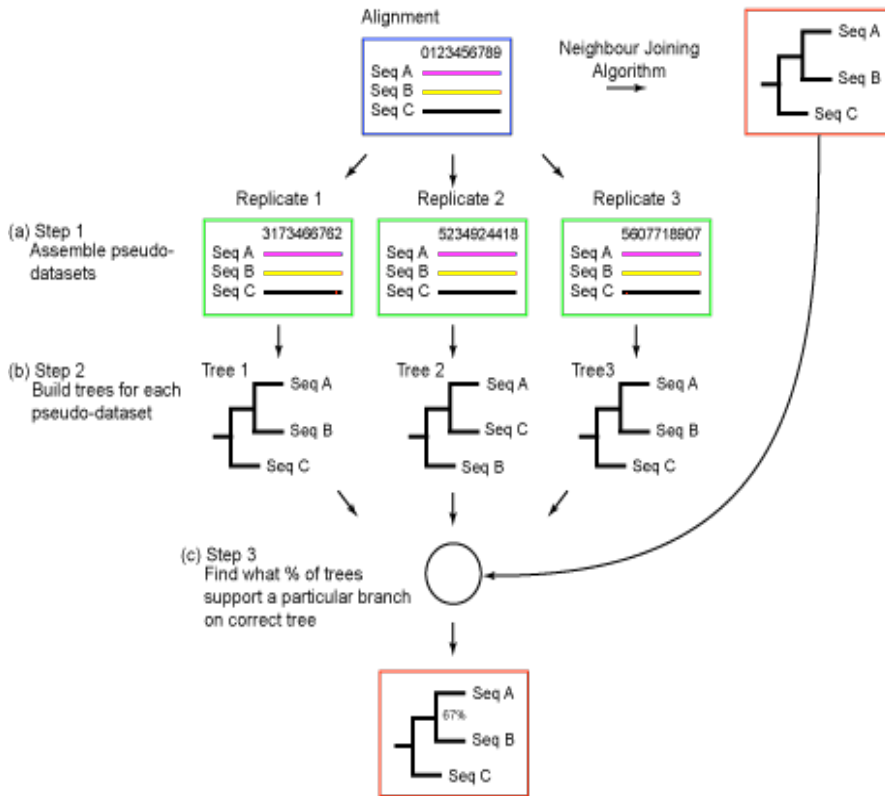 Alignment
0123456789
Seq A
Seq B
Seq C
Neighbour Joining
Algorithm
Seq A
Seq B
Seq C
(a) Step 1
Assemble pseudo-
datasets
Replicate 1
3173466762
Seq A
Seq B
Seq C
Replicate 2
5234924418
Seq A
Seq B
Seq C
Replicate 3
5607718907
Seq A
Seq B
Seq C
(b) Step 2
Build trees for each
pseudo-dataset
Tree 1
Seq A
Seq B
Seq C
Tree 2
Seq A
Seq C
Seq B
Tree3
Seq A
Seq B
Seq C
(c) Step 3
Find what % of trees
support a particular branch
on correct tree
Seq A
67%
Seq B
Seq C